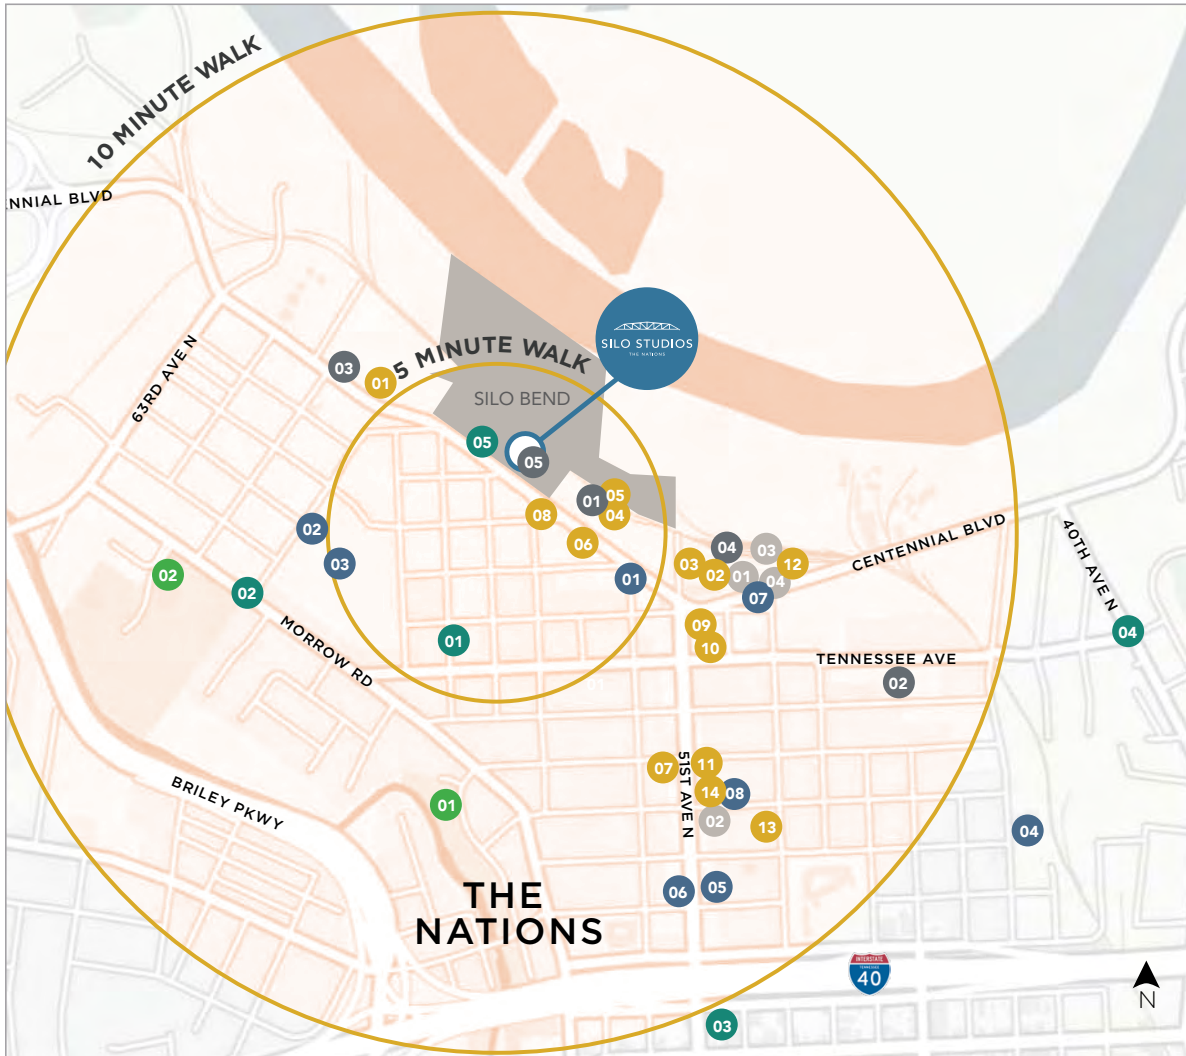 10 MINUTE WALK
ENNIAL BLVD
63RD AVE N
SILO STUDIOS
THE NATIONS
5 MINUTE WALK
03
01
SILO BEND
05
05
01
05
04
08
06
02
03
01
04
03
03
02
01
04
12
07
CENTENNIAL BLVD
40TH AVE N
04
02
02
MORROW RD
01
09
10
TENNESSEE AVE
02
01
07
51ST AVE N
11
14
08
02
13
04
BRILEY PKWY
01
06
05
THE
NATIONS
INTERSTATE
TENNESSEE
40
N
03